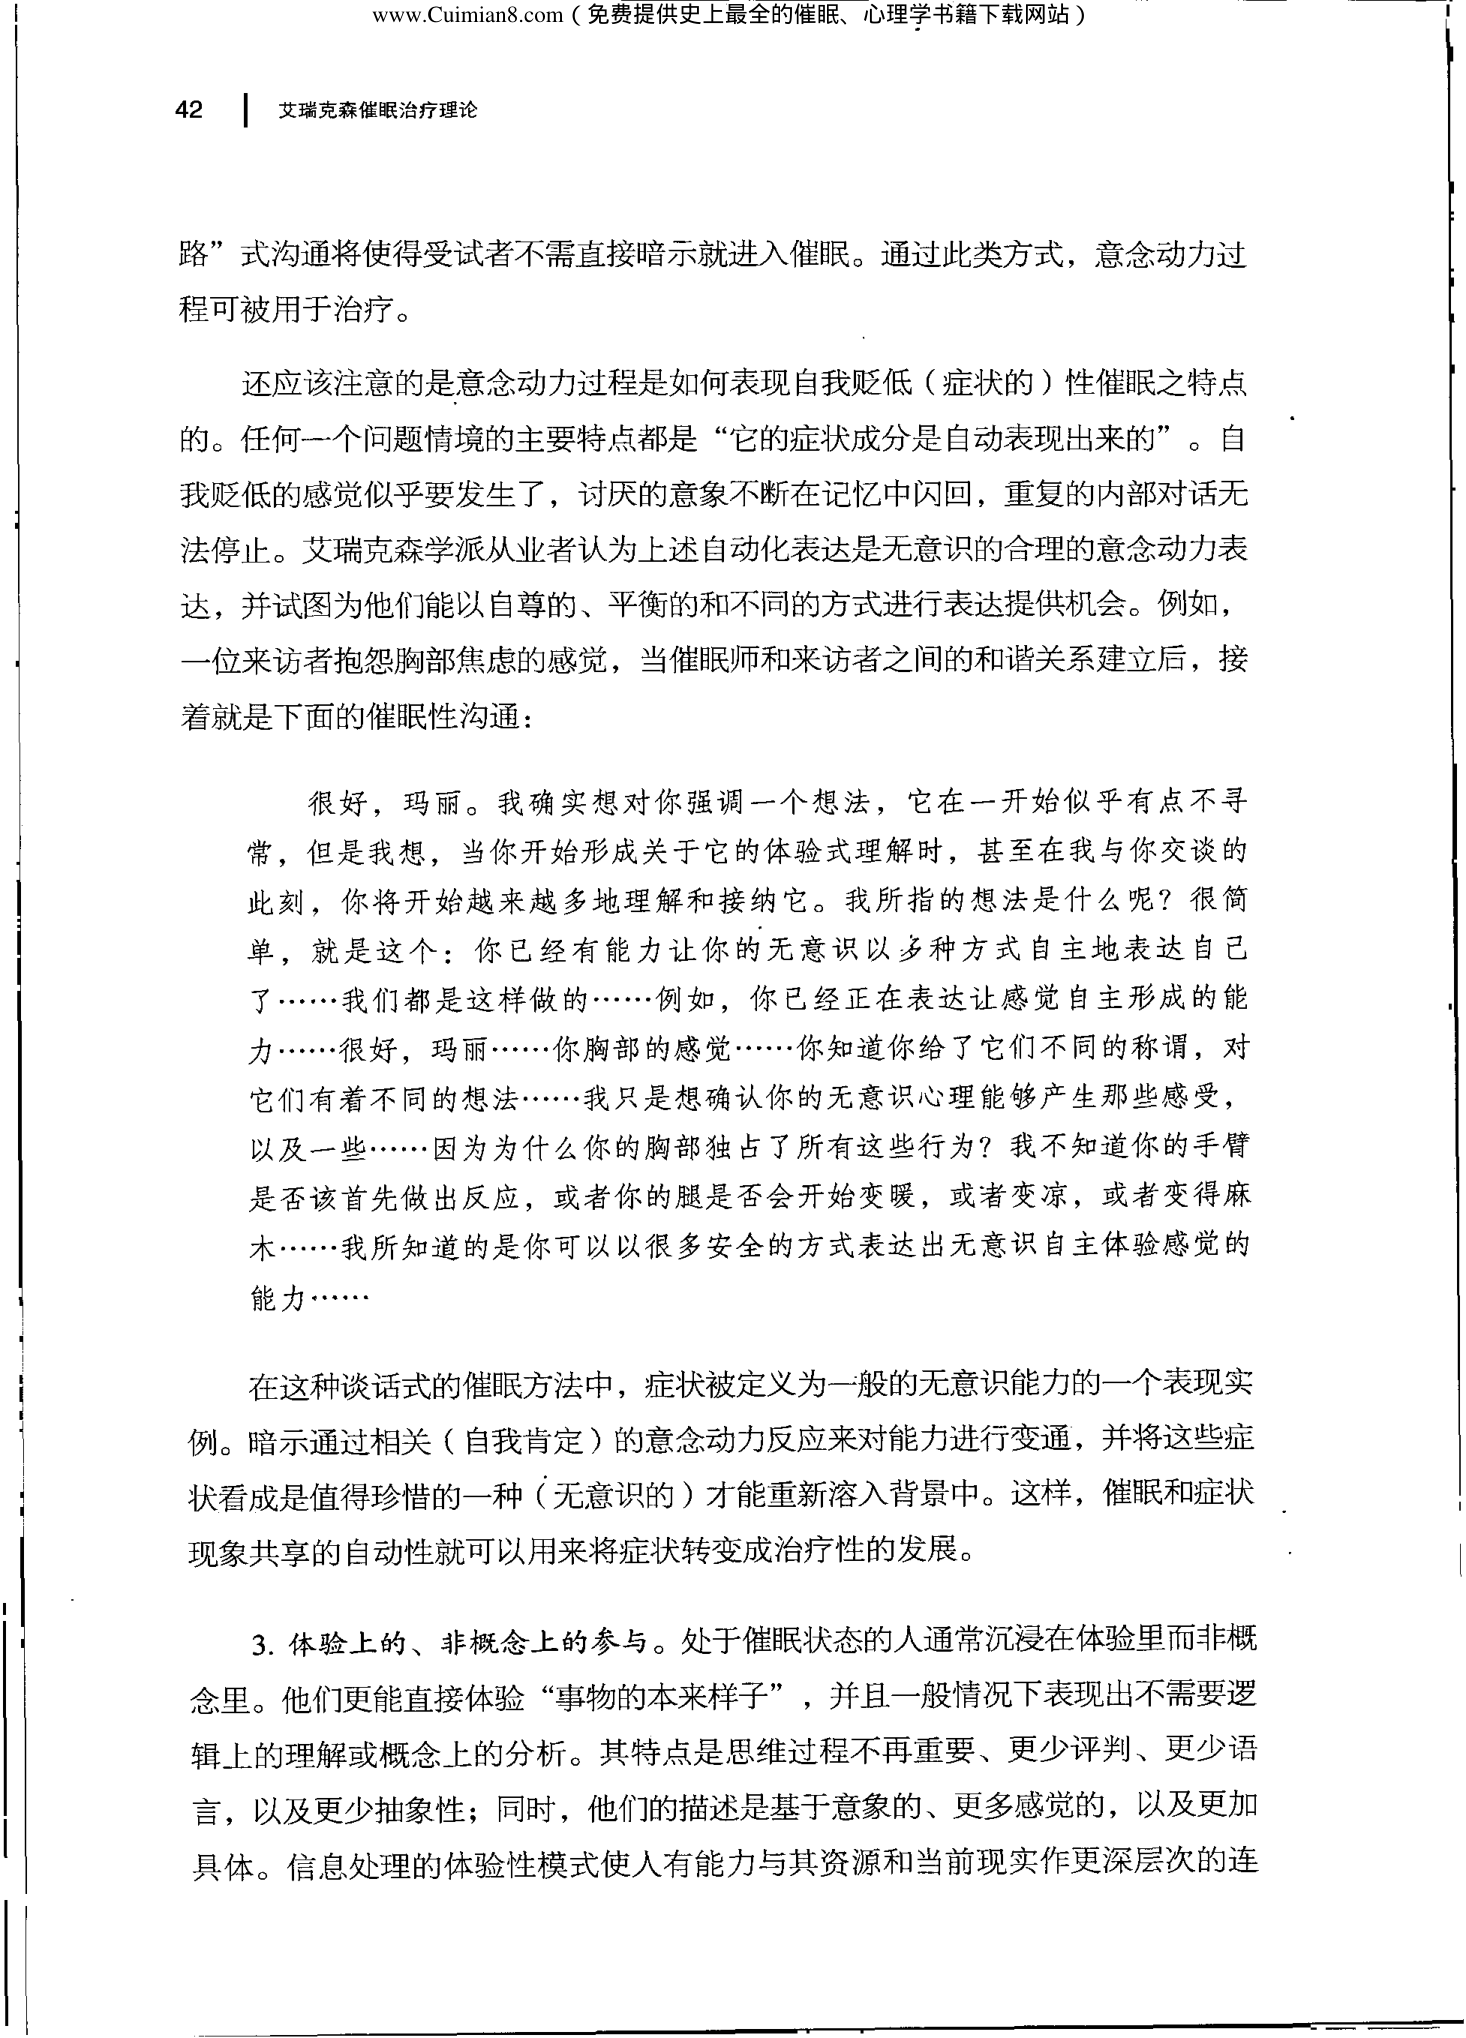 www.Cuimian8.com（免费提供史上最全的催眠、心理学书籍下载网站）
42 艾瑞克森催眠治疗理论
路”式沟通将使得受试者不需直接暗示就进入催眠。通过此类方式，意念动力过
程可被用于治疗。
还应该注意的是意念动力过程是如何表现自我贬低（症状的）性催眠之特点
的。任何一个问题情境的主要特点都是“它的症状成分是自动表现出来的”。自
我贬低的感觉似乎要发生了，讨厌的意象不断在记忆中闪回，重复的内部对话无
法停止。艾瑞克森学派从业者认为上述自动化表达是无意识的合理的意念动力表
达，并试图为他们能以自尊的、平衡的和不同的方式进行表达提供机会。例如，
一位来访者抱怨胸部焦虑的感觉，当催眠师和来访者之间的和谐关系建立后，接
着就是下面的催眠性沟通：
很好，玛丽。我确实想对你强调一个想法，它在一开始似乎有点不寻
常，但是我想，当你开始形成关于它的体验式理解时，甚至在我与你交谈的
此刻，你将开始越来越多地理解和接纳它。我所指的想法是什么呢？很简
单，就是这个：你已经有能力让你的无意识以多种方式自主地表达自己
了……我们都是这样做的……例如，你已经正在表达让感觉自主形成的能
力……很好，玛丽……你胸部的感觉……你知道你给了它们不同的称谓，对
它们有着不同的想法……我只是想确认你的无意识心理能够产生那些感受，
以及一些……因为为什么你的胸部独占了所有这些行为？我不知道你的手臂
是否该首先做出反应，或者你的腿是否会开始变暖，或者变凉，或者变得麻
木……我所知道的是你可以以很多安全的方式表达出无意识自主体验感觉的
能力……
在这种谈话式的催眠方法中，症状被定义为一般的无意识能力的一个表现实
例。暗示通过相关（自我肯定）的意念动力反应来对能力进行变通，并将这些症
状看成是值得珍惜的一种（无意识的）才能重新溶入背景中。这样，催眠和症状
现象共享的自动性就可以用来将症状转变成治疗性的发展。
3. 体验上的、非概念上的参与。处于催眠状态的人通常沉浸在体验里而非概
念里。他们更能直接体验“事物的本来样子”，并且一般情况下表现出不需要逻
辑上的理解或概念上的分析。其特点是思维过程不再重要、更少评判、更少语
言，以及更少抽象性；同时，他们的描述是基于意象的、更多感觉的，以及更加
具体。信息处理的体验性模式使人有能力与其资源和当前现实作更深层次的连